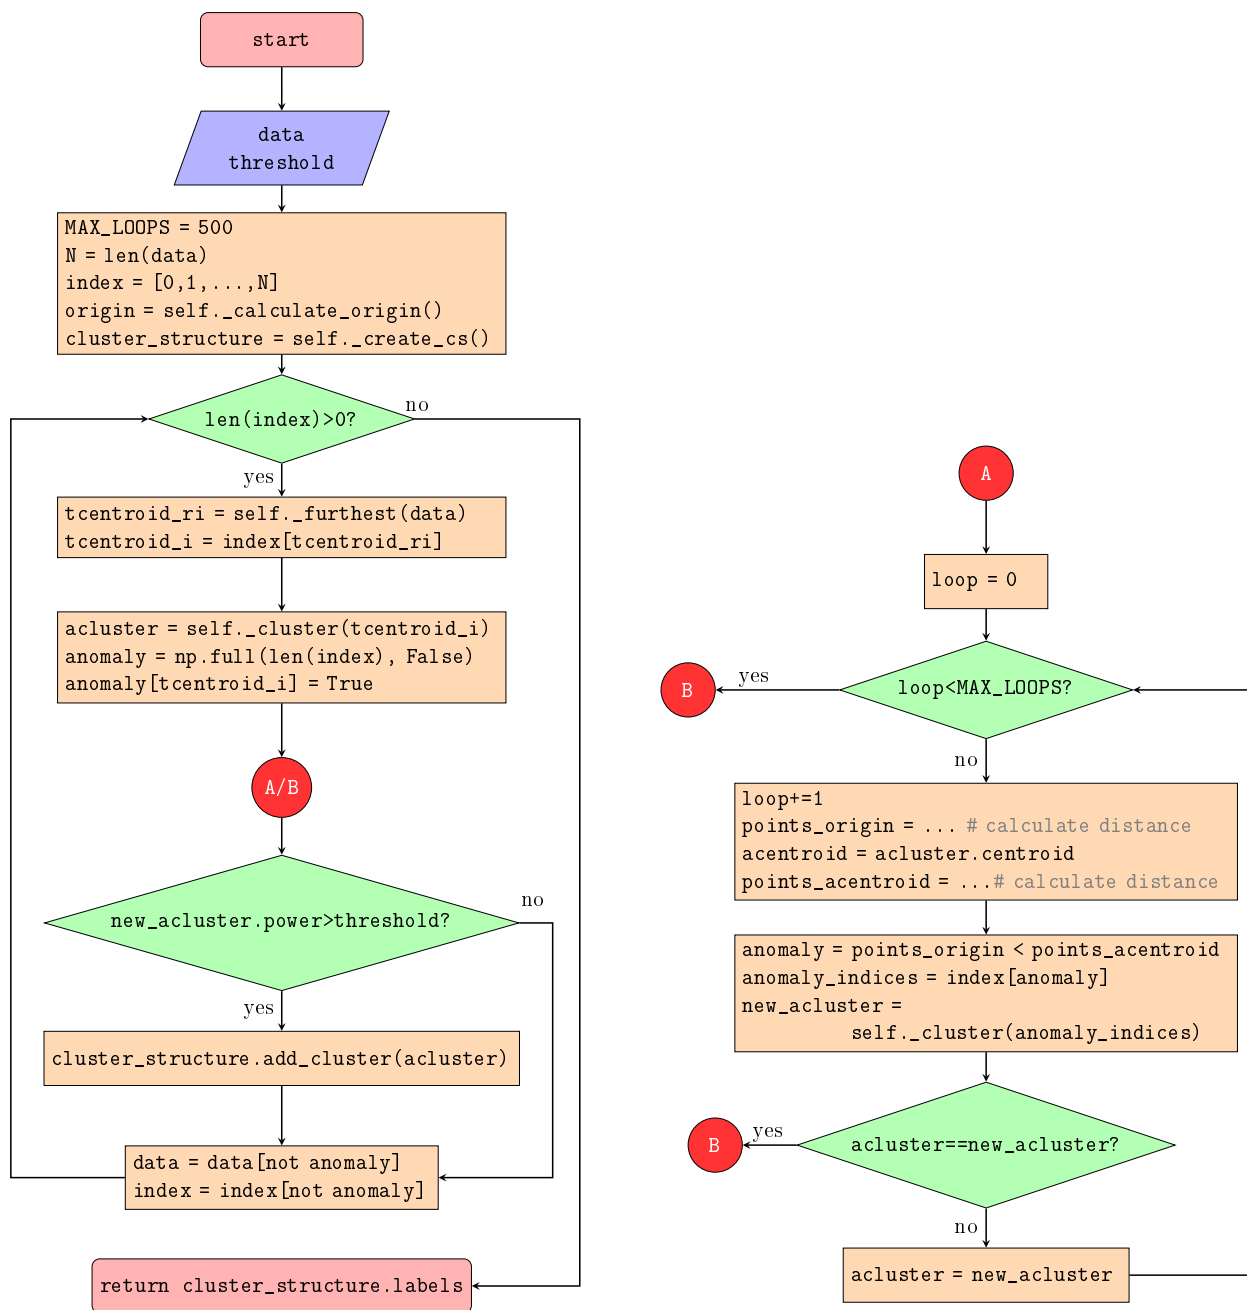 start
data
threshold
MAX_LOOPS = 500
N = len(data)
index = [0,1,...,N]
origin = self._calculate_origin()
cluster_structure = self._create_cs()
len(index)>0?
no
yes
tcentroid_ri = self._furthest(data)
tcentroid_i = index[tcentroid_ri]
acluster = self._cluster(tcentroid_i)
anomaly = np.full(len(index), False)
anomaly[tcentroid_i] = True
A/B
new_acluster.power>threshold?
no
yes
cluster_structure.add_cluster(acluster)
data = data[not anomaly]
index = index[not anomaly]
return cluster_structure.labels
A
loop = 0
loop<MAX_LOOPS?
yes
B
no
loop+=1
points_origin = ... # calculate distance
acentroid = acluster.centroid
points_acentroid = ...# calculate distance
anomaly = points_origin < points_acentroid
anomaly_indices = index[anomaly]
new_acluster =
self._cluster(anomaly_indices)
acluster==new_acluster?
yes
B
no
acluster = new_acluster